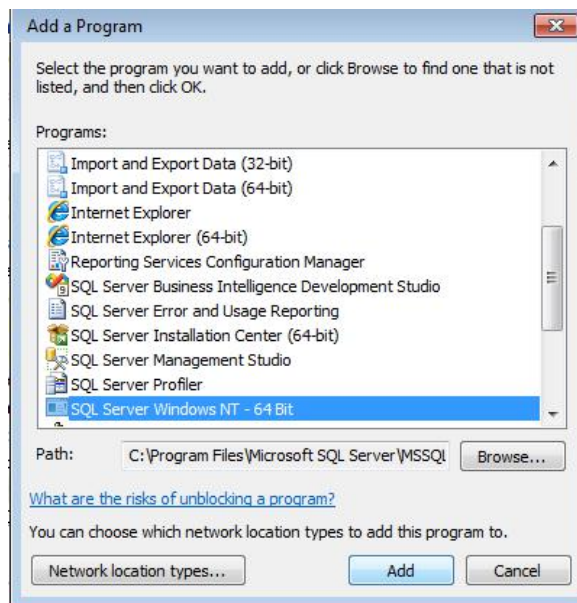 Add a Program
Select the program you want to add, or click Browse to find one that is not
listed, and then click OK.
Programs:
Import and Export Data (32-bit)
Import and Export Data (64-bit)
Internet Explorer
Internet Explorer (64-bit)
Reporting Services Configuration Manager
SQL Server Business Intelligence Development Studio
SQL Server Error and Usage Reporting
SQL Server Installation Center (64-bit)
SQL Server Management Studio
SQL Server Profiler
SQL Server Windows NT - 64 Bit
Path: C:\Program Files\Microsoft SQL Server\MSSQL Browse...
What are the risks of unblocking a program?
You can choose which network location types to add this program to.
Network location types... Add Cancel